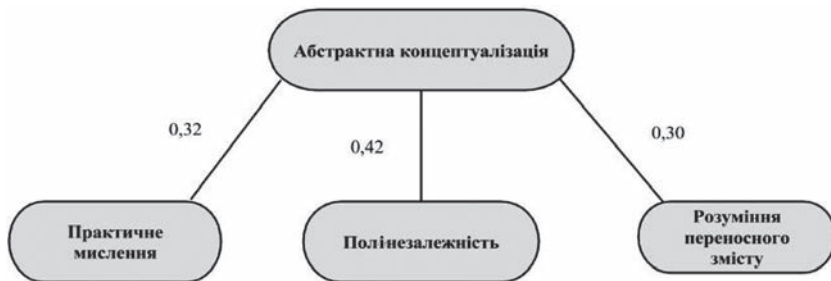 Абстрактна концептуалізація
0,32
0,42
0,30
Практичне
мислення
Полінезалежність
Розуміння
переносного
змісту